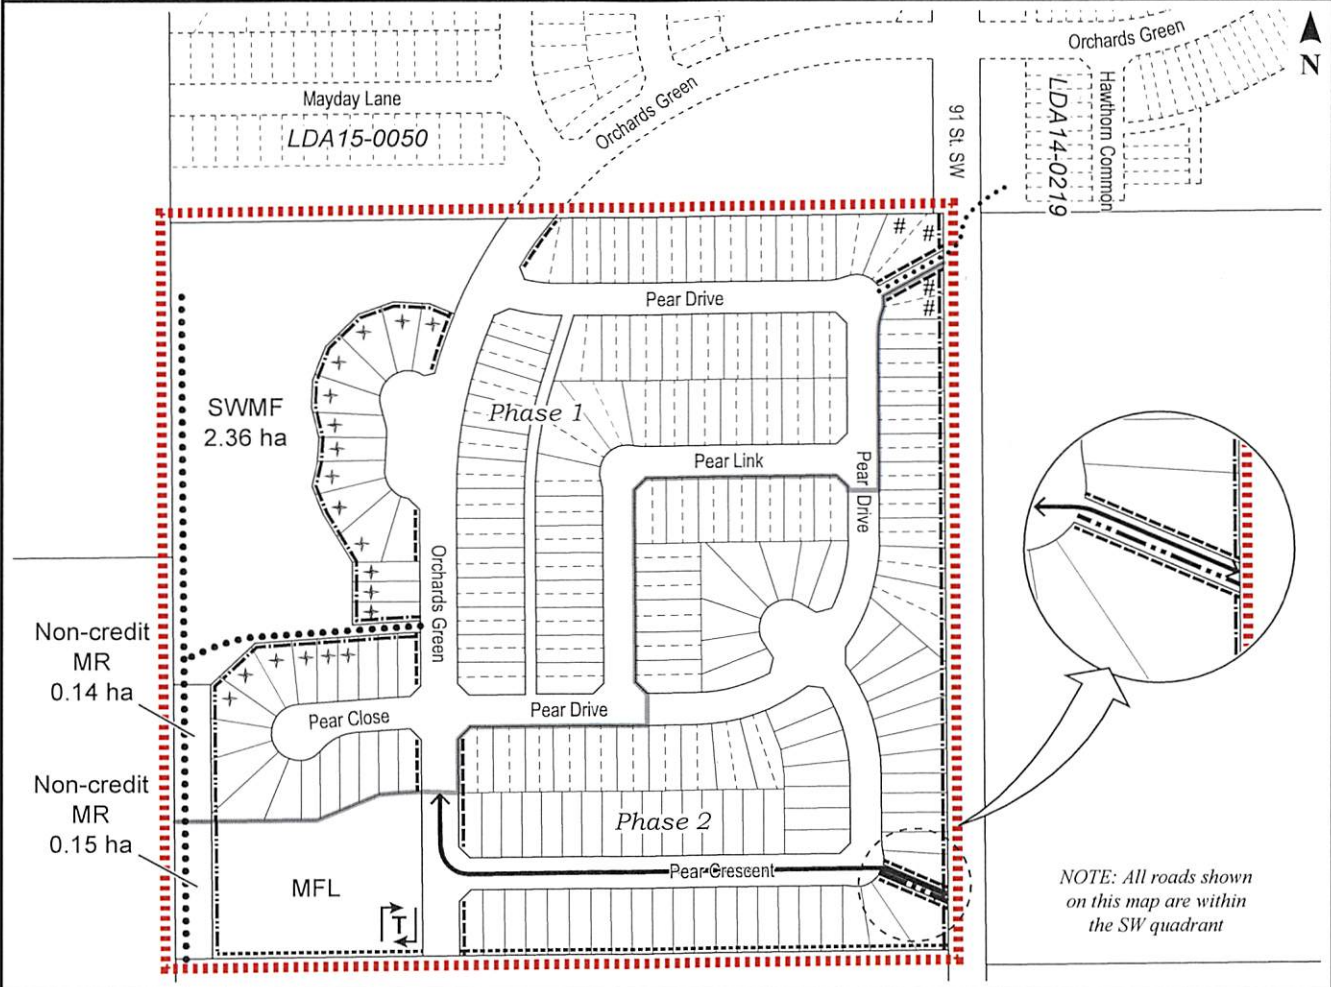 Orchards Green
N
Mayday Lane
LDA15-0050
Orchards Green
91 St. SW
LDA14-0219
Hawthorn Common
# #
Pear Drive
#
#
SWMF
2.36 ha
Phase 1
Pear Link
Pear Drive
Orchards Green
Non-credit
MR
0.14 ha
Pear Close
Pear Drive
Non-credit
MR
0.15 ha
Phase 2
Pear Crescent
MFL
T
NOTE: All roads shown
on this map are within
the SW quadrant